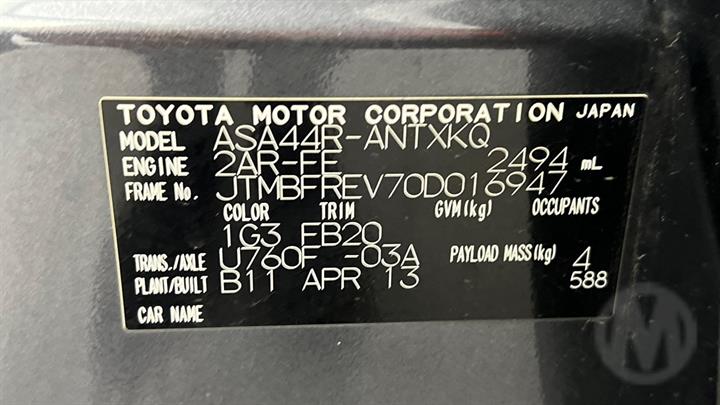 TOYOTA MOTOR CORPORATION JAPAN
MODEL ASA44R-ANTXKQ
ENGINE 2AR-FE 2494 mL
FRAME No. JTMBFREV70D016947
COLOR TRIM GVM(kg) OCCUPANTS
1G3 FB20
TRANS./AXLE U760F -03A PAYLOAD MASS(kg) 4
PLANT/BUILT B11 APR 13 588
CAR NAME
M